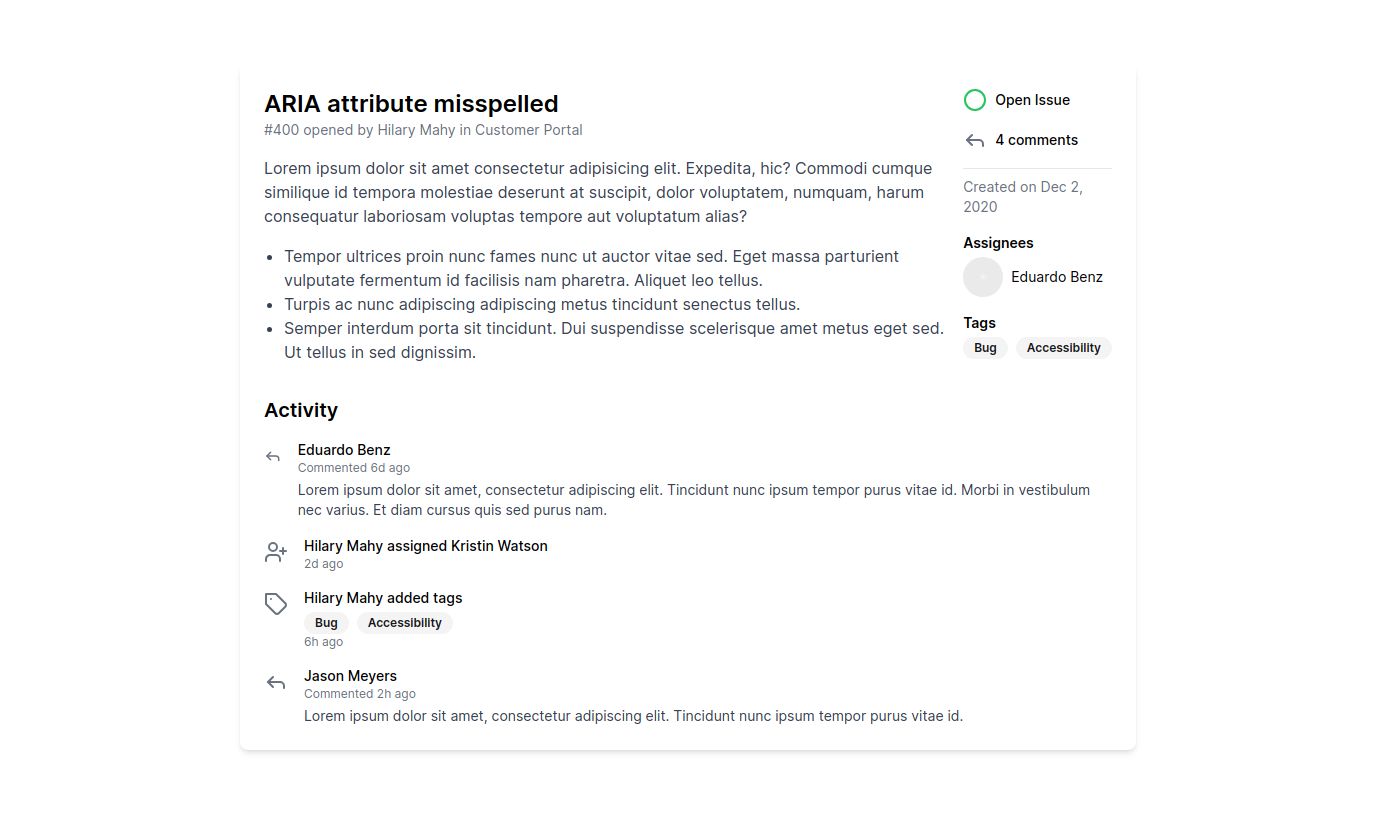 ARIA attribute misspelled
#400 opened by Hilary Mahy in Customer Portal
Lorem ipsum dolor sit amet consectetur adipisicing elit. Expedita, hic? Commodi cumque
similique id tempora molestiae deserunt at suscipit, dolor voluptatem, numquam, harum
consequatur laboriosam voluptas tempore aut voluptatum alias?
• Tempor ultrices proin nunc fames nunc ut auctor vitae sed. Eget massa parturient
vulputate fermentum id facilisis nam pharetra. Aliquet leo tellus.
• Turpis ac nunc adipiscing adipiscing metus tincidunt senectus tellus.
• Semper interdum porta sit tincidunt. Dui suspendisse scelerisque amet metus eget sed.
Ut tellus in sed dignissim.
Open Issue
4 comments
Created on Dec 2,
2020
Assignees
Eduardo Benz
Tags
Bug Accessibility
Activity
Eduardo Benz
Commented 6d ago
Lorem ipsum dolor sit amet, consectetur adipiscing elit. Tincidunt nunc ipsum tempor purus vitae id. Morbi in vestibulum
nec varius. Et diam cursus quis sed purus nam.
Hilary Mahy assigned Kristin Watson
2d ago
Hilary Mahy added tags
Bug Accessibility
6h ago
Jason Meyers
Commented 2h ago
Lorem ipsum dolor sit amet, consectetur adipiscing elit. Tincidunt nunc ipsum tempor purus vitae id.